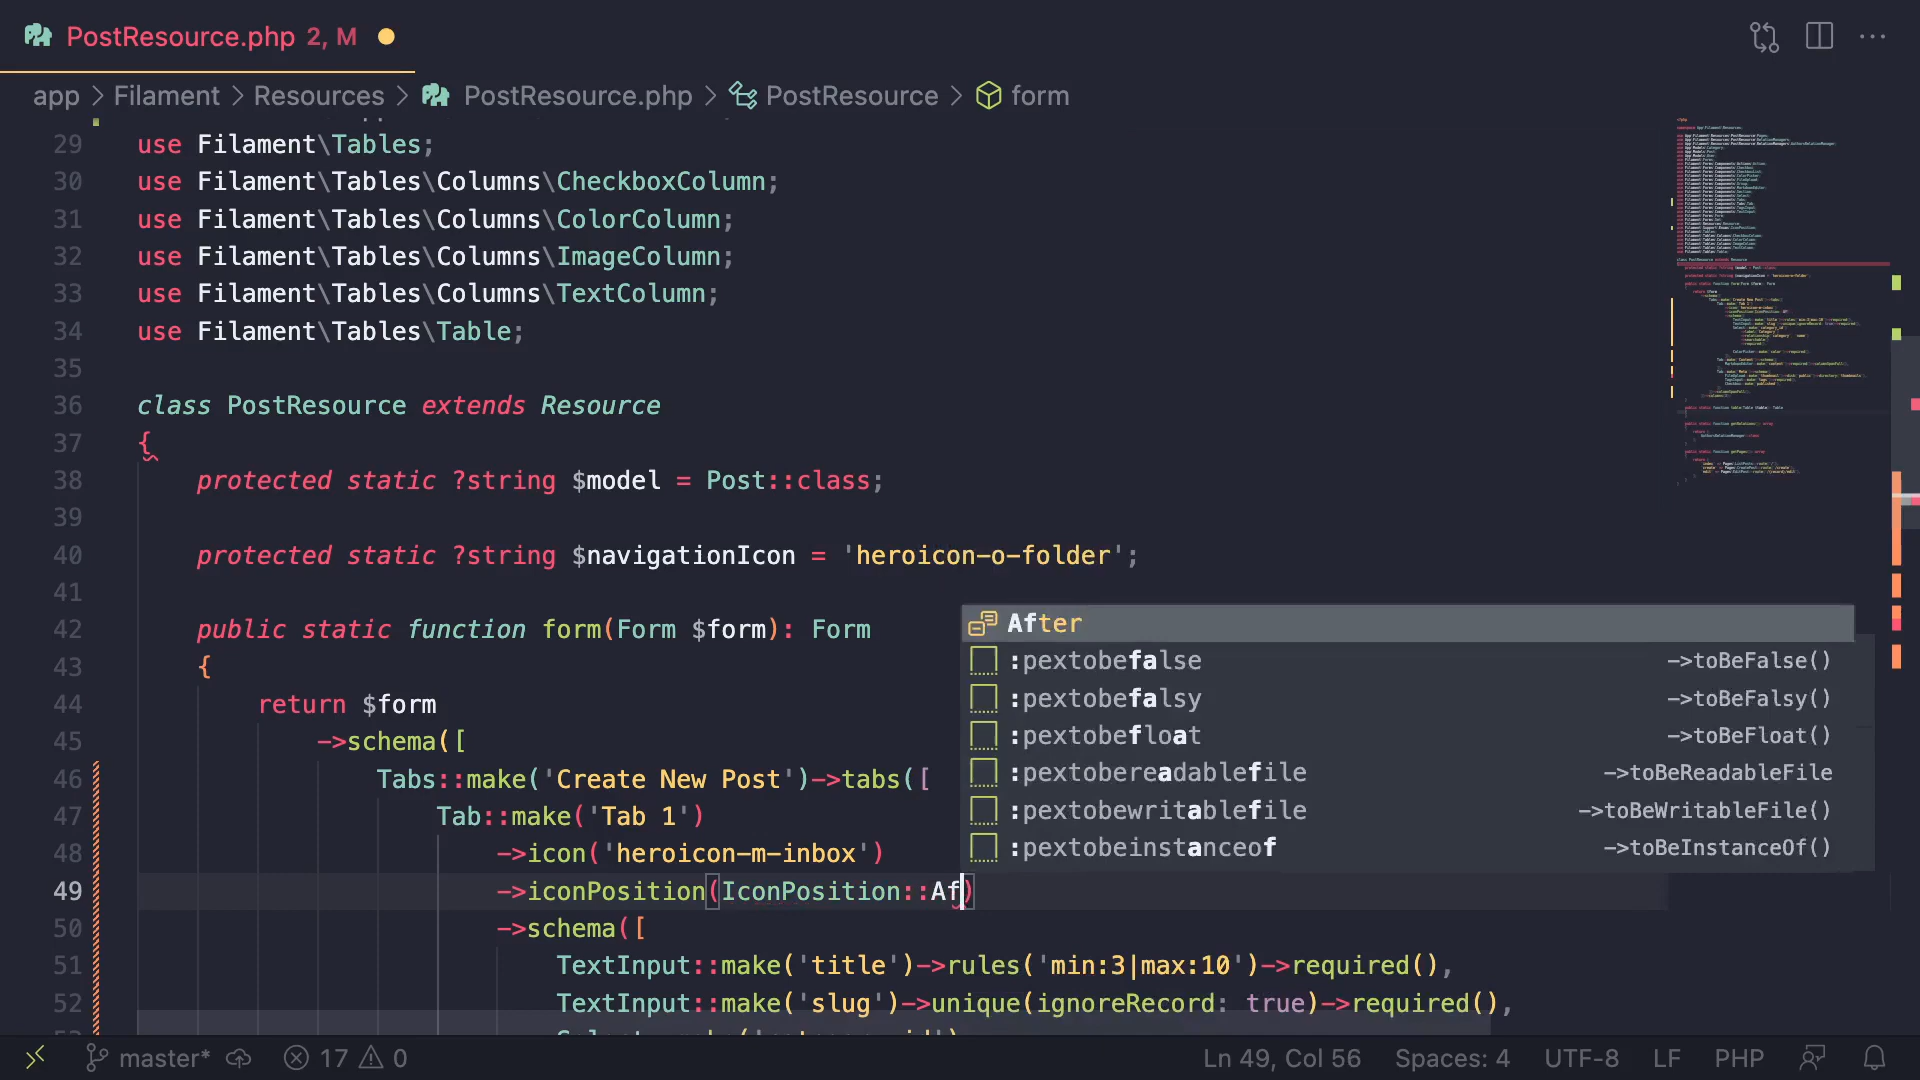 PostResource.php 2, M
app > Filament > Resources > PostResource.php > PostResource > form
29 use Filament\Tables;
30 use Filament\Tables\Columns\CheckboxColumn;
31 use Filament\Tables\Columns\ColorColumn;
32 use Filament\Tables\Columns\ImageColumn;
33 use Filament\Tables\Columns\TextColumn;
34 use Filament\Tables\Table;
35
36 class PostResource extends Resource
37 {
38 protected static ?string $model = Post::class;
39
40 protected static ?string $navigationIcon = 'heroicon-o-folder';
41
42 public static function form(Form $form): Form
43 {
44 return $form
45 ->schema([
46 Tabs::make('Create New Post')->tabs([
47 Tab::make('Tab 1')
48 ->icon('heroicon-m-inbox')
49 ->iconPosition(IconPosition::Af)
50 ->schema([
51 TextInput::make('title')->rules('min:3|max:10')->required(),
52 TextInput::make('slug')->unique(ignoreRecord: true)->required(),
After
:pextobefalse ->toBeFalse()
:pextobefalsy ->toBeFalsy()
:pextobefloat ->toBeFloat()
:pextobereadablefile ->toBeReadableFile
:pextobewritablefile ->toBeWritableFile()
:pextobeinstanceof ->toBeInstanceOf()
master* 17 0 Ln 49, Col 56 Spaces: 4 UTF-8 LF PHP